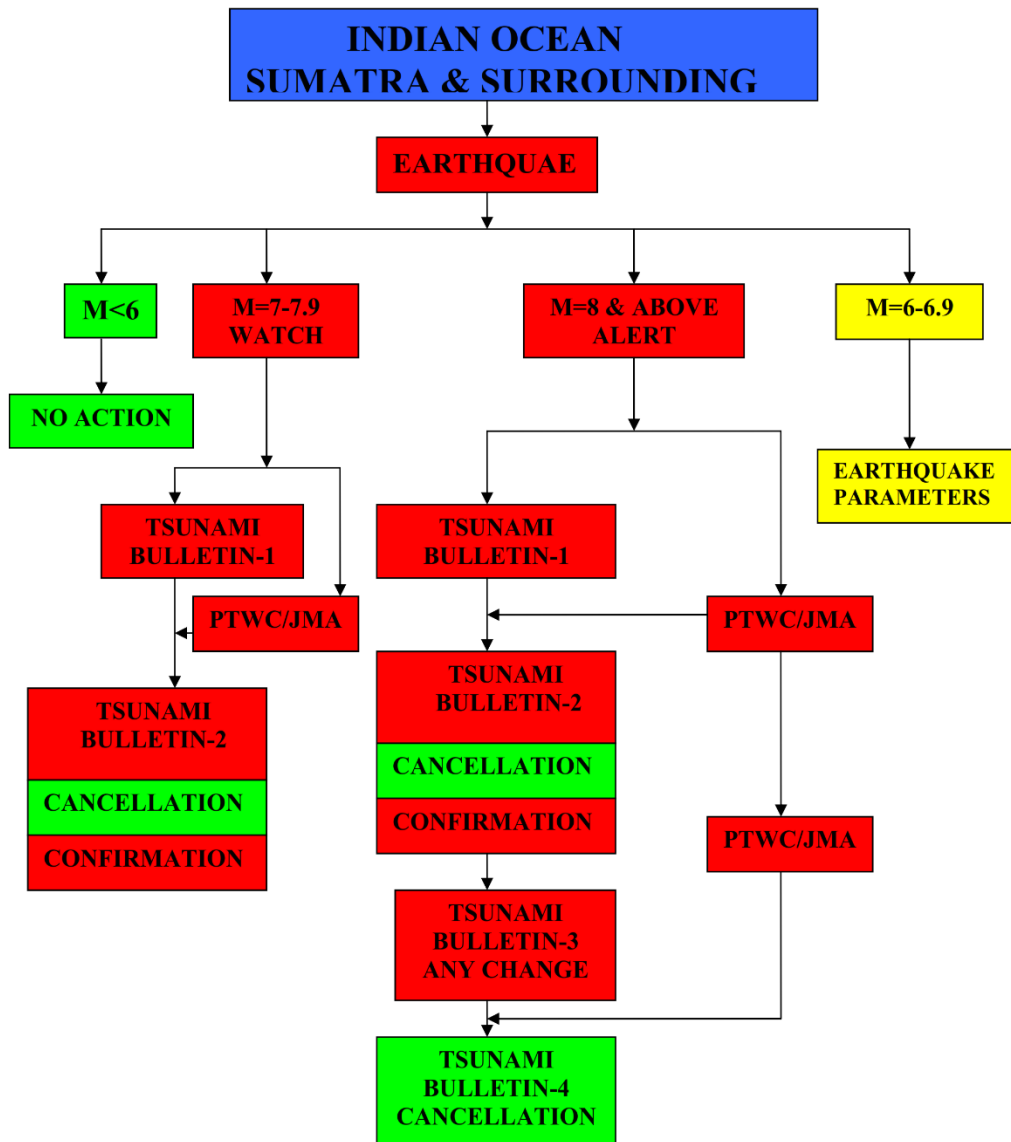 INDIAN OCEAN
SUMATRA & SURROUNDING
EARTHQUAE
M<6
M=7-7.9
WATCH
M=8 & ABOVE
ALERT
M=6-6.9
NO ACTION
EARTHQUAKE
PARAMETERS
TSUNAMI
BULLETIN-1
TSUNAMI
BULLETIN-1
PTWC/JMA
PTWC/JMA
TSUNAMI
BULLETIN-2
CANCELLATION
CONFIRMATION
TSUNAMI
BULLETIN-2
CANCELLATION
CONFIRMATION
PTWC/JMA
TSUNAMI
BULLETIN-3
ANY CHANGE
TSUNAMI
BULLETIN-4
CANCELLATION